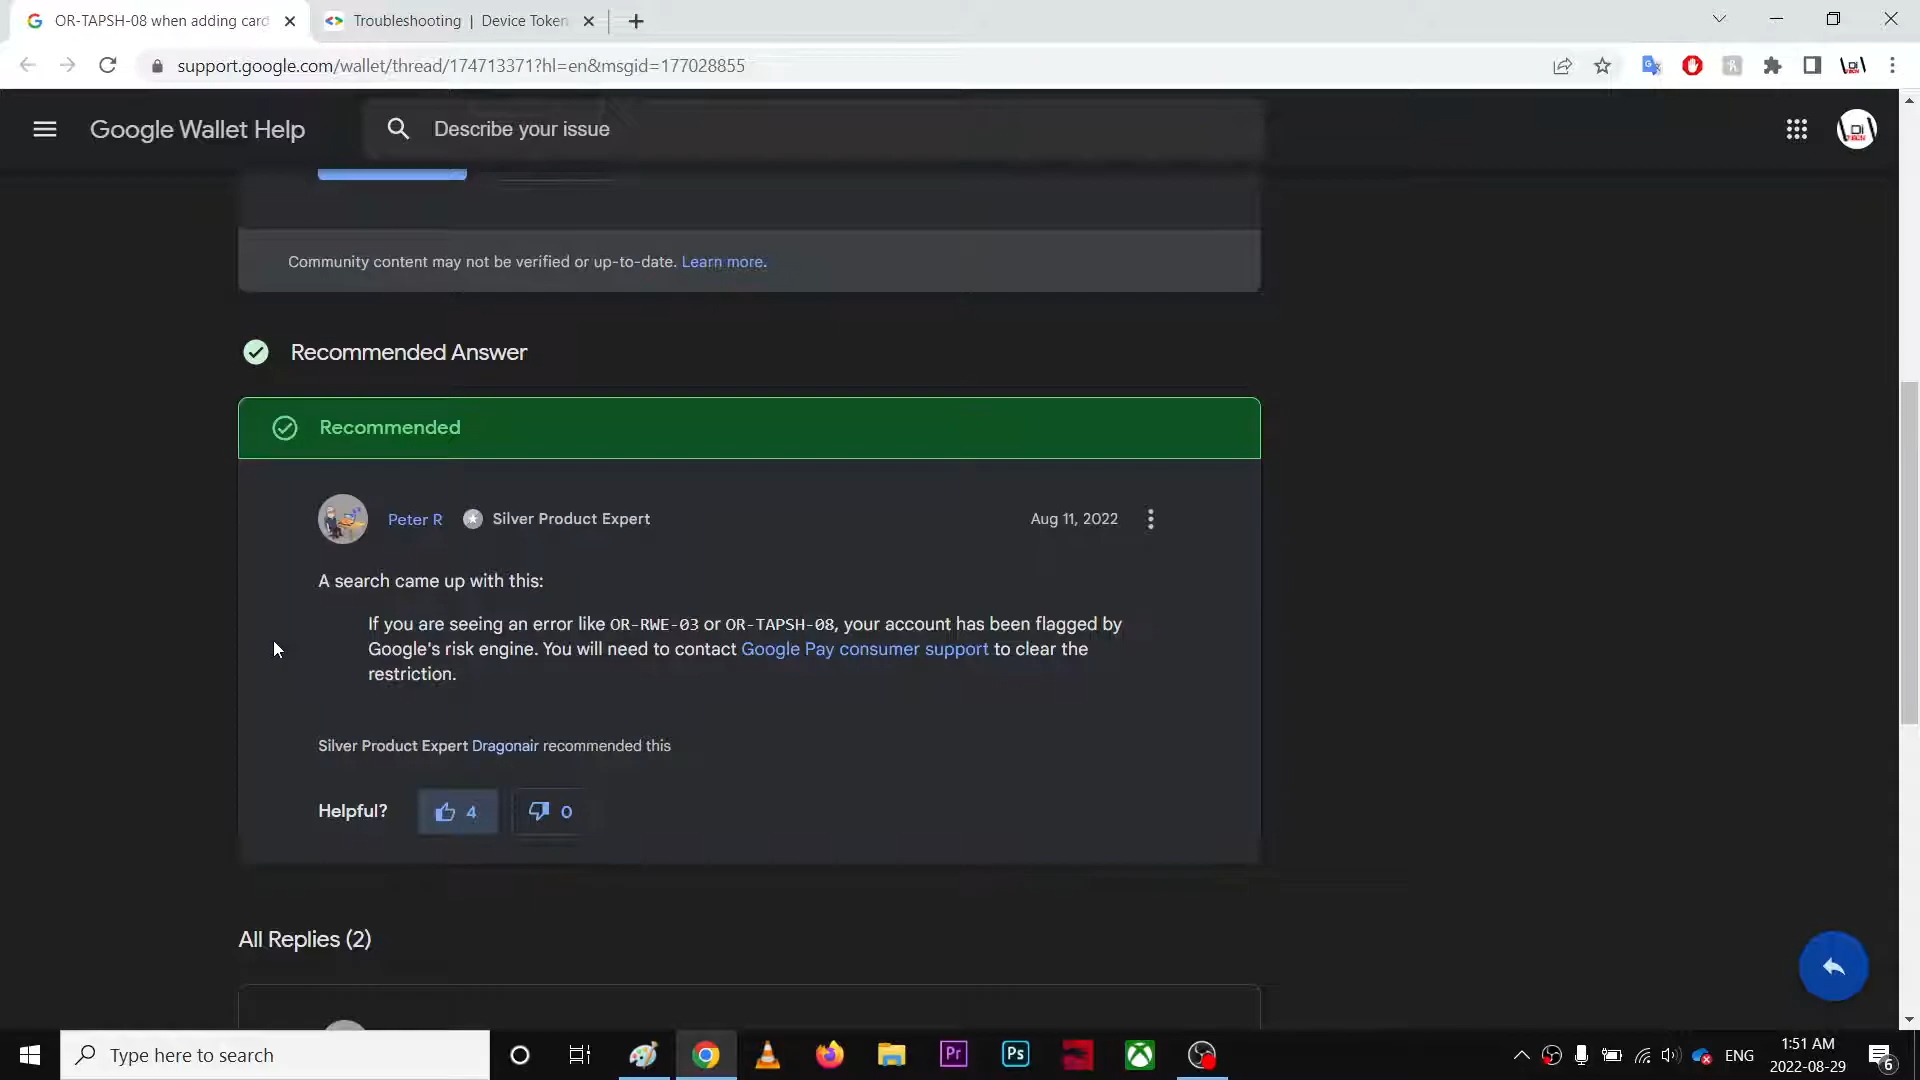 OR-TAPSH-08 when adding card
Troubleshooting | Device Token
support.google.com/wallet/thread/174713371?hl=en&msgid=177028855
Google Wallet Help
Describe your issue
Community content may not be verified or up-to-date. Learn more.
Recommended Answer
Recommended
Peter R Silver Product Expert
Aug 11, 2022
A search came up with this:
If you are seeing an error like OR-RWE-03 or OR-TAPSH-08, your account has been flagged by
Google's risk engine. You will need to contact Google Pay consumer support to clear the
restriction.
Silver Product Expert Dragonair recommended this
Helpful? 4 0
All Replies (2)
Type here to search
Pr
Ps
ENG
1:51 AM
2022-08-29
6